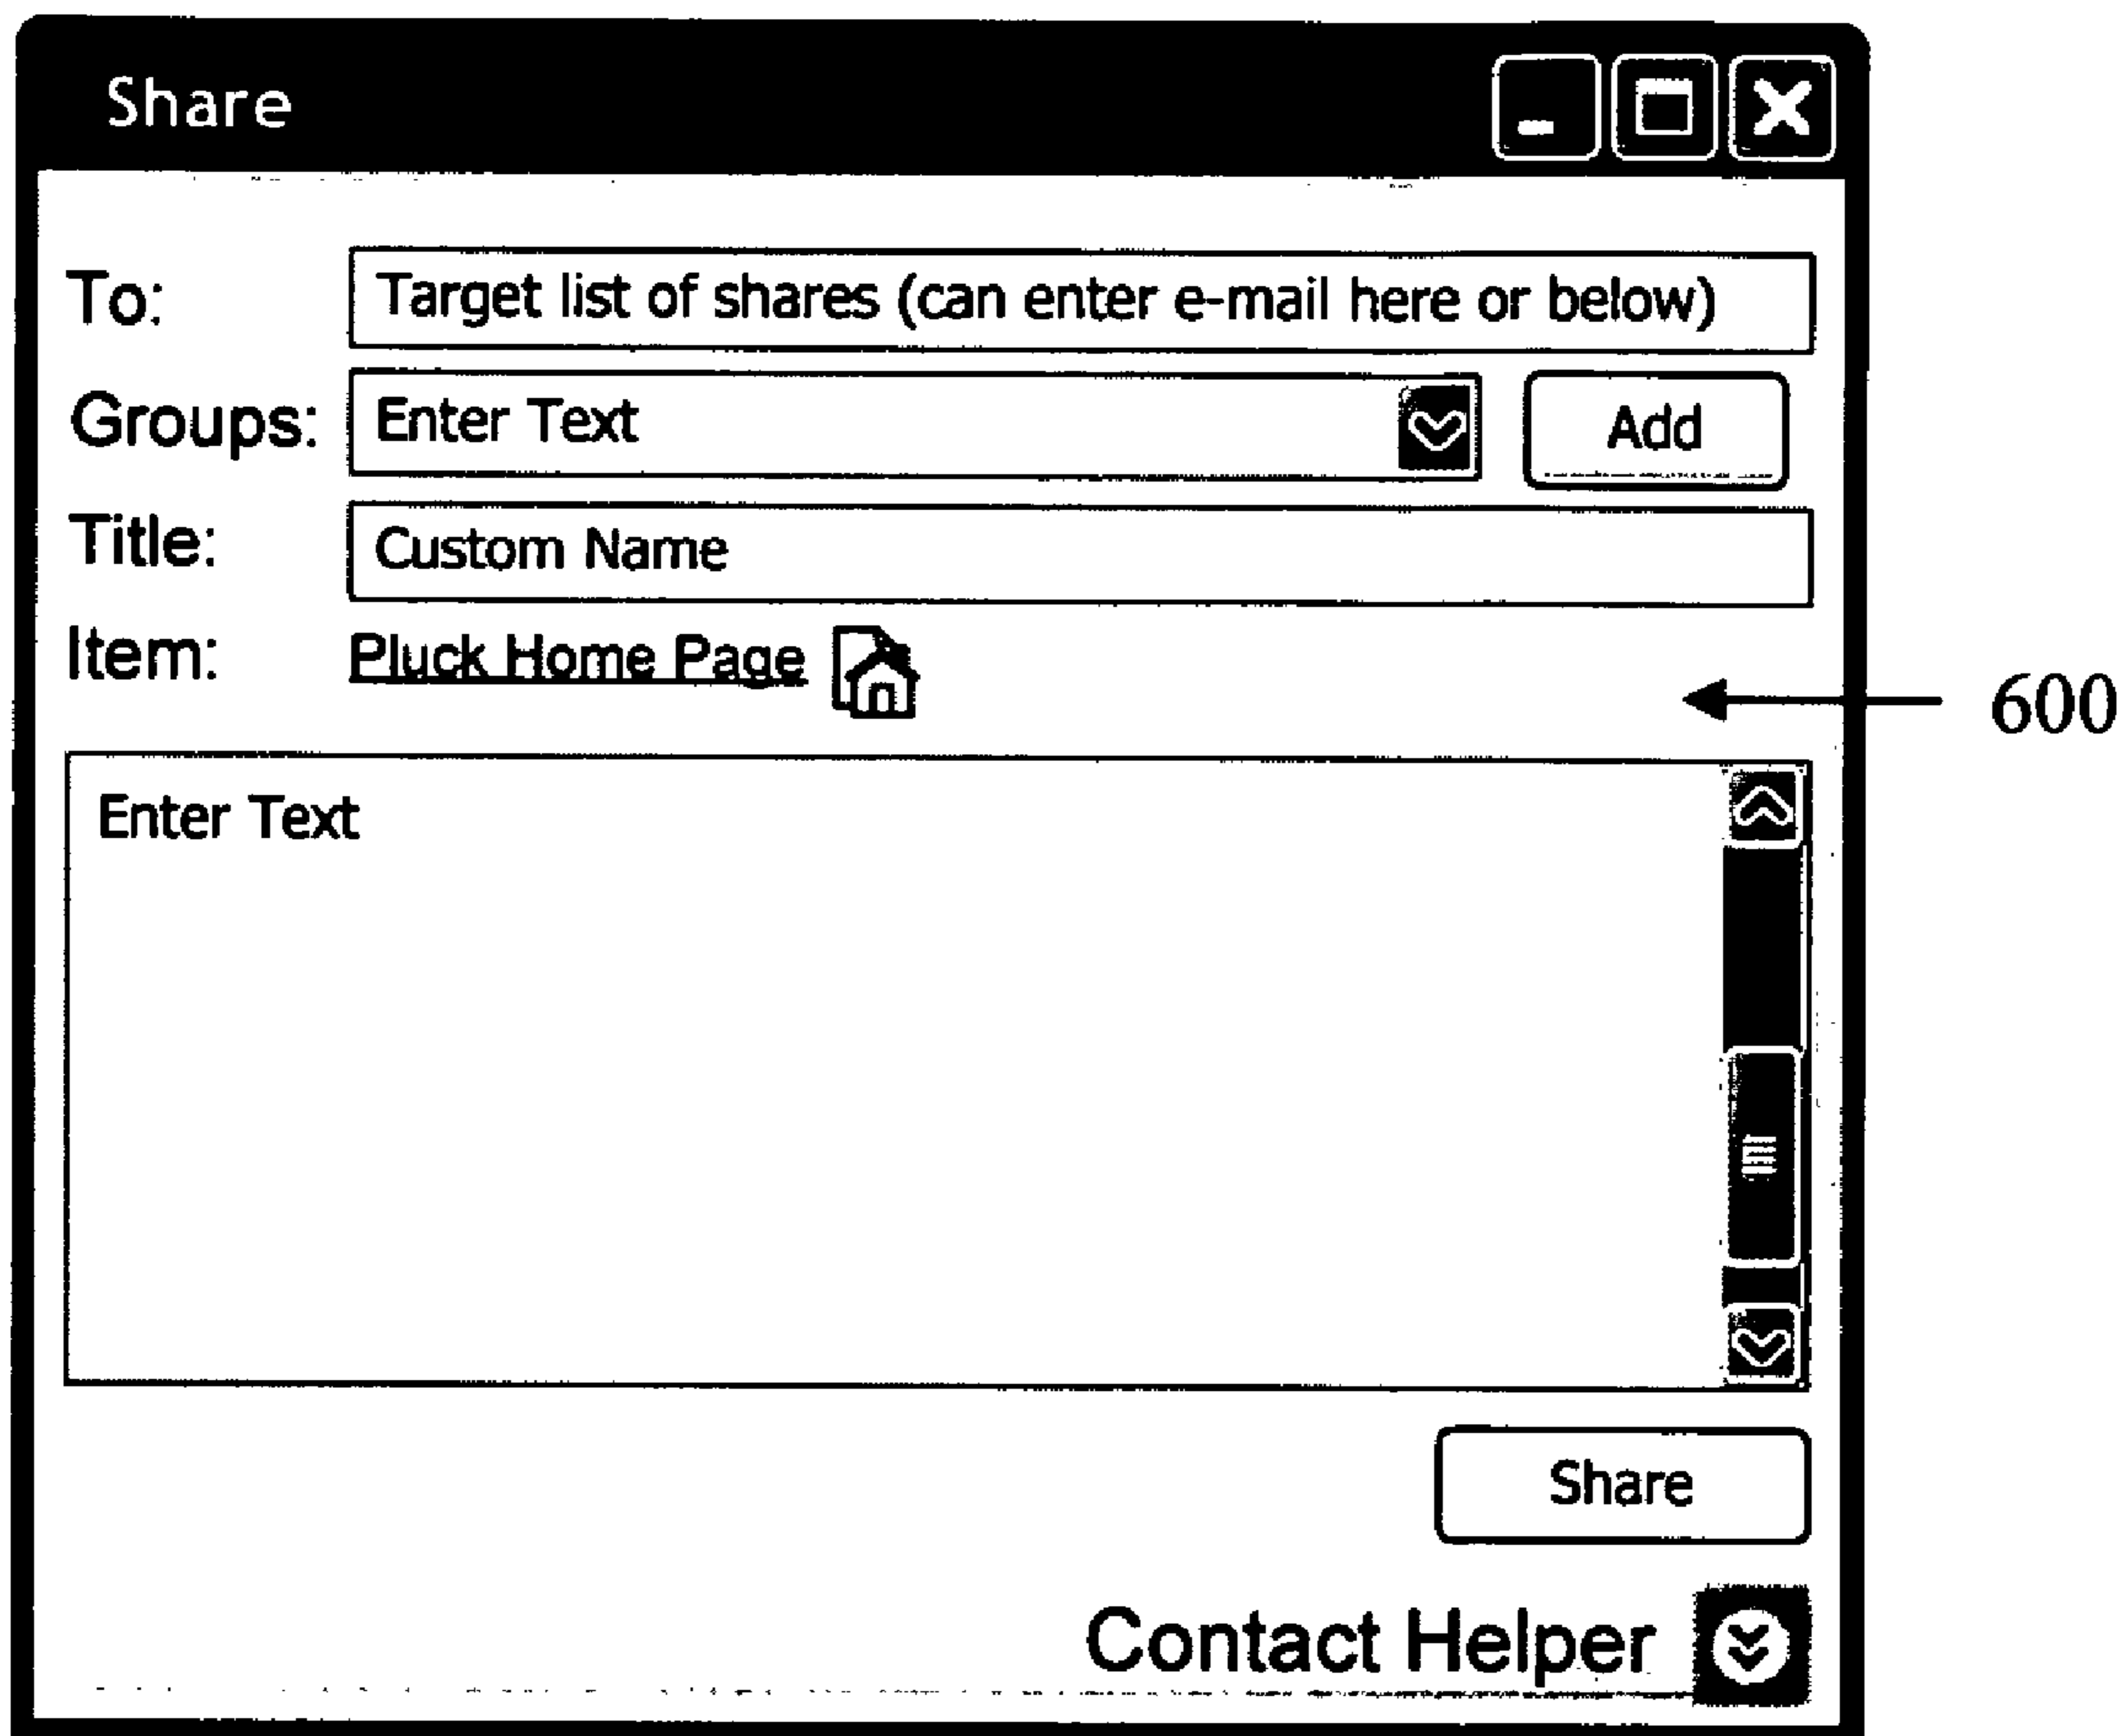 Share
To: Target list of shares (can enter e-mail here or below)
Groups: Enter Text Add
Title: Custom Name
Item: Pluck Home Page
600
Enter Text
Share
Contact Helper